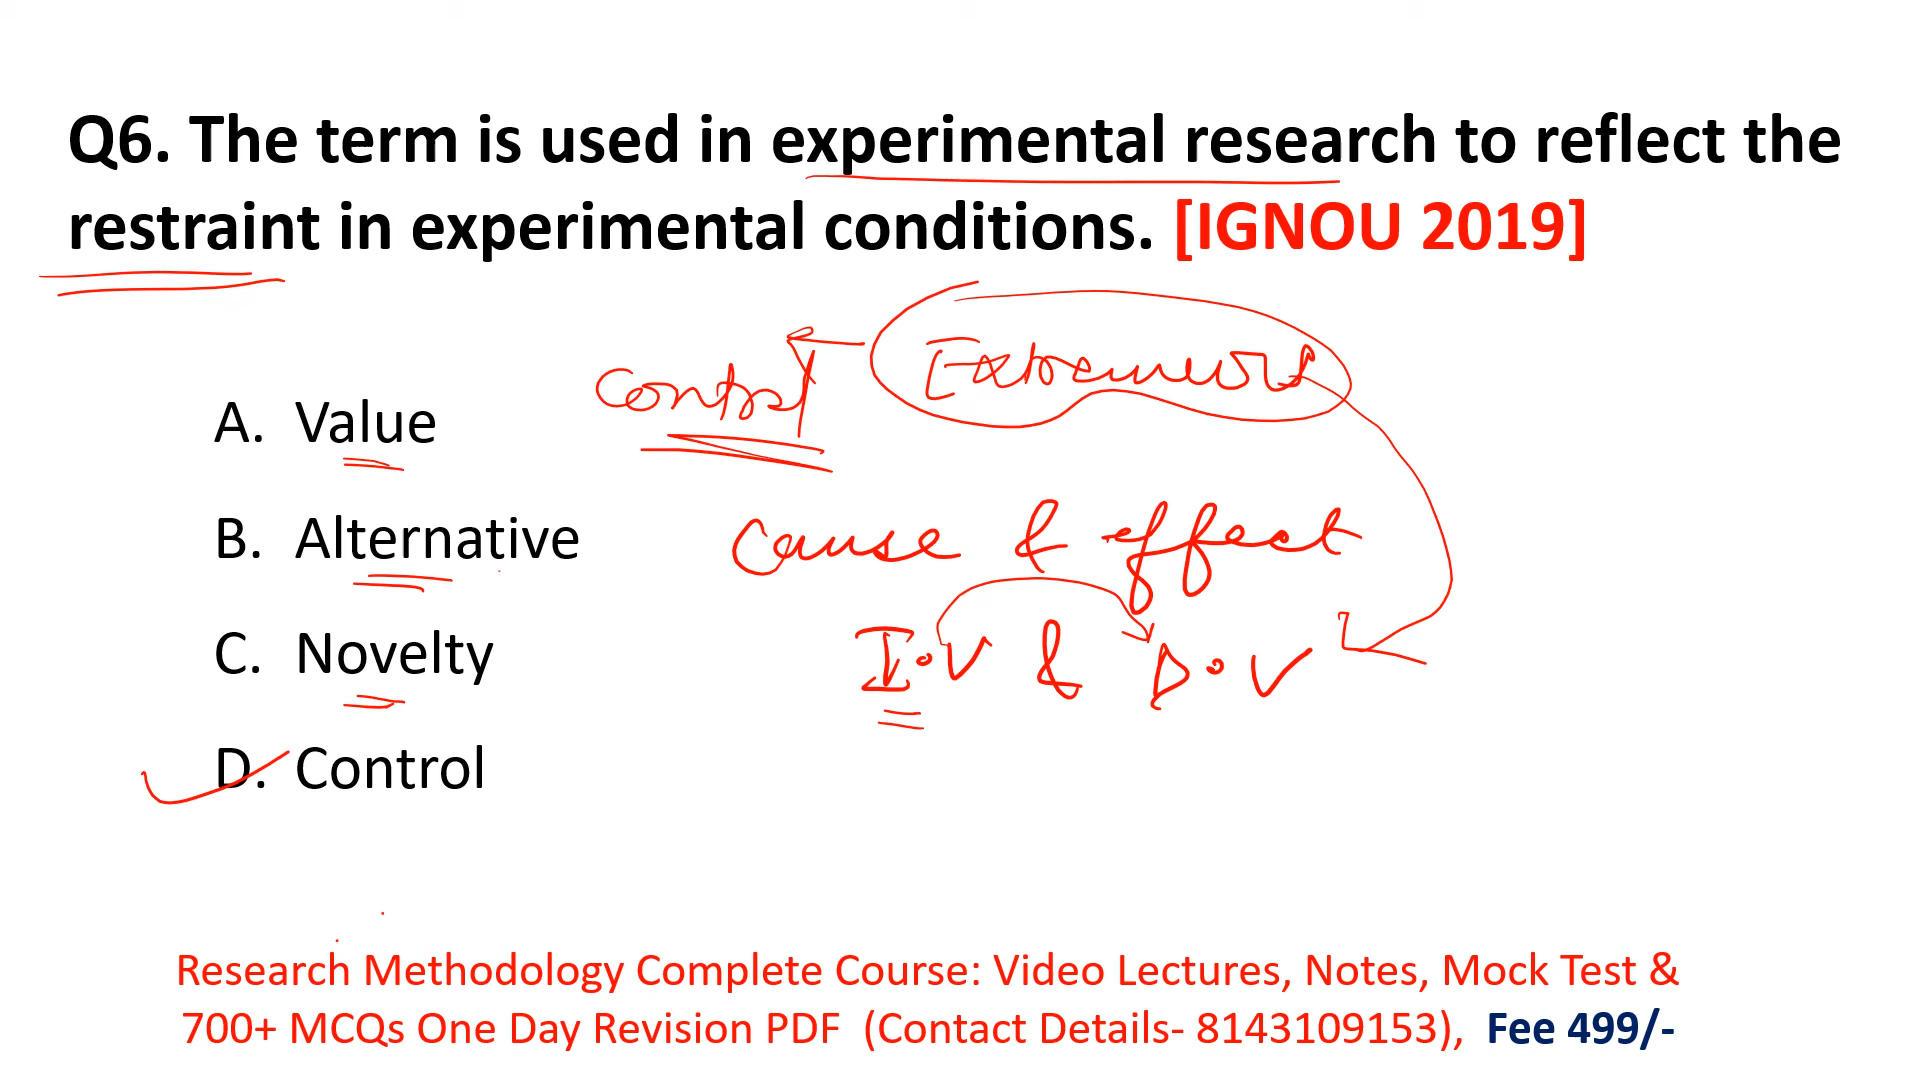 Q6. The term is used in experimental research to reflect the
restraint in experimental conditions. [IGNOU 2019]
Control
A. Value
B. Alternative
cause & effect
C. Novelty
I.V & D.V
D. Control
Research Methodology Complete Course: Video Lectures, Notes, Mock Test &
700+ MCQs One Day Revision PDF (Contact Details- 8143109153), Fee 499/-